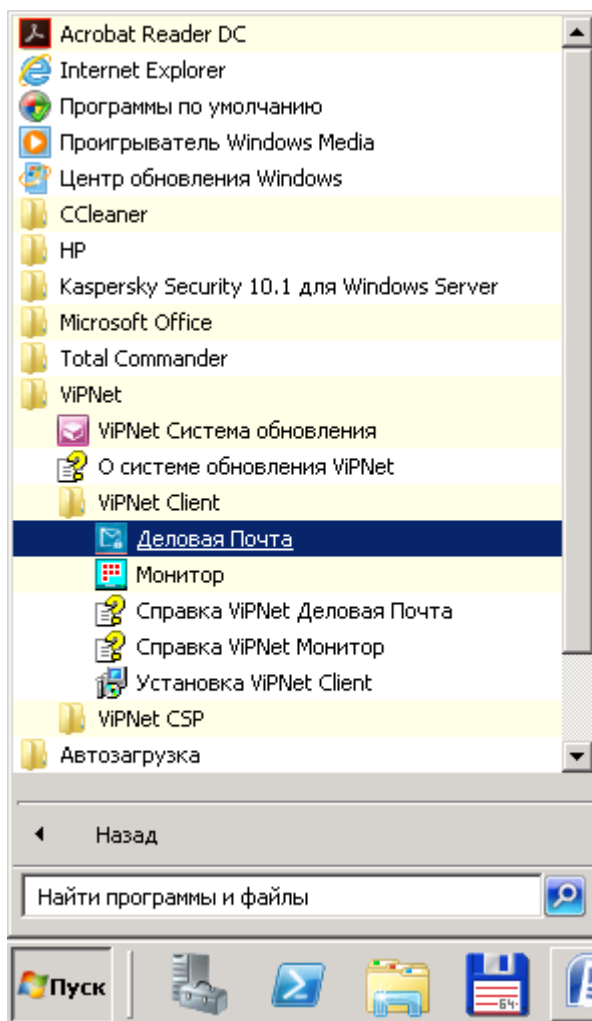 Acrobat Reader DC
Internet Explorer
Программы по умолчанию
Проигрыватель Windows Media
Центр обновления Windows
CCleaner
HP
Kaspersky Security 10.1 для Windows Server
Microsoft Office
Total Commander
ViPNet
ViPNet Система обновления
О системе обновления ViPNet
ViPNet Client
Деловая Почта
Монитор
Справка ViPNet Деловая Почта
Справка ViPNet Монитор
Установка ViPNet Client
ViPNet CSP
Автозагрузка
Назад
Найти программы и файлы
Пуск
64